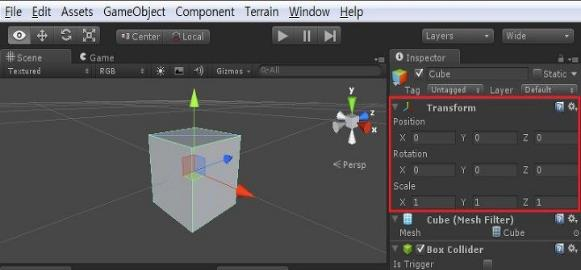 File Edit Assets GameObject Component Terrain Window Help
Center Local Layers Wide
Scene Game Inspector
Textured RGB Gizmos All
Cube Static
Tag Untagged Layer Default
Transform
Position
X 0 Y 0 Z 0
Rotation
X 0 Y 0 Z 0
Scale
X 1 Y 1 Z 1
y
z
x
Persp
Cube (Mesh Filter)
Mesh Cube
Box Collider
Is Trigger